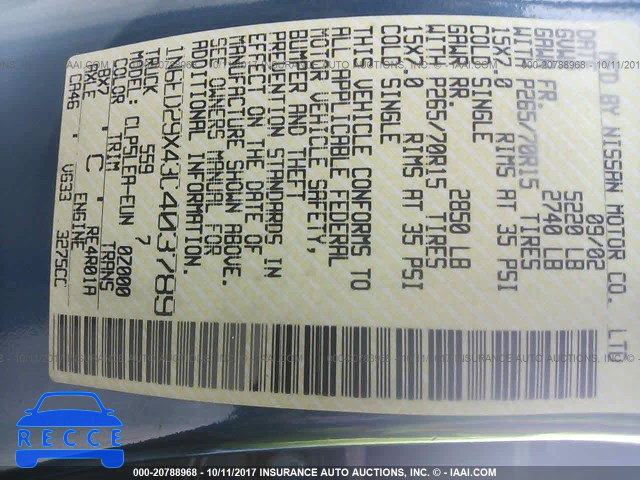 MFD BY NISSAN MOTOR CO., LTD
DATE 09/02
GVWR 5220 LB
GAWR FR. 2740 LB
WITH P265/70R15 TIRES
15X7.0 RIMS AT 35 PSI
COLD SINGLE
GAWR RR. 2850 LB
WITH P265/70R15 TIRES
15X7.0 RIMS AT 35 PSI
COLD SINGLE
THIS VEHICLE CONFORMS TO
ALL APPLICABLE FEDERAL
MOTOR VEHICLE SAFETY,
BUMPER AND THEFT
PREVENTION STANDARDS IN
EFFECT ON THE DATE OF
MANUFACTURE SHOWN ABOVE.
SEE OWNERS MANUAL FOR
ADDITIONAL INFORMATION.
1N6ED29X43C403789
TRUCK 559 7
MODEL: CLPSLEA-EUN 0Z000
COLOR TRIM TRANS
BX7 C RE4R01A
AXLE ENGINE
CA46 VG33 3275CC
RECCE
000-20788968 - 10/11/2017 INSURANCE AUTO AUCTIONS, INC. - © IAAI.COM